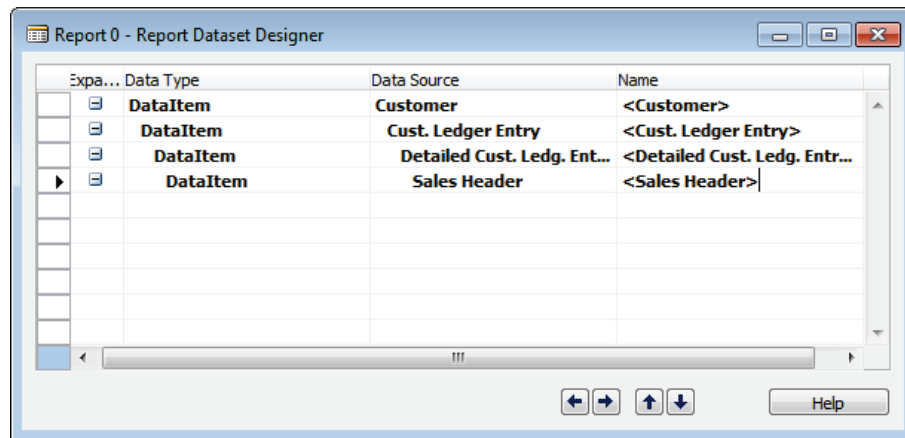 Report 0 - Report Dataset Designer
Expa... Data Type Data Source Name
DataItem Customer <Customer>
DataItem Cust. Ledger Entry <Cust. Ledger Entry>
DataItem Detailed Cust. Ledg. Ent... <Detailed Cust. Ledg. Entr...
DataItem Sales Header <Sales Header>
Help